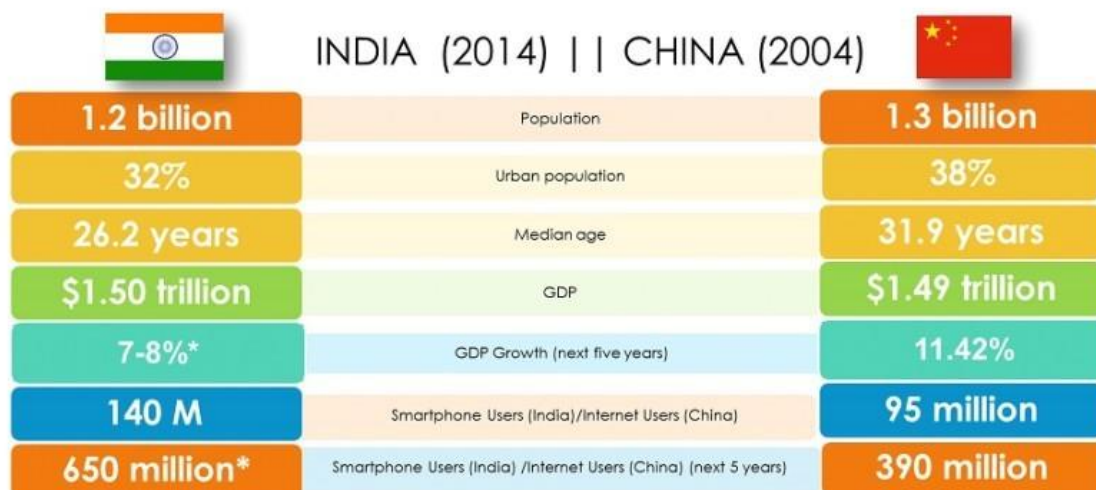 INDIA (2014) || CHINA (2004)
1.2 billion Population 1.3 billion
32% Urban population 38%
26.2 years Median age 31.9 years
$1.50 trillion GDP $1.49 trillion
7-8%* GDP Growth (next five years) 11.42%
140 M Smartphone Users (India)/Internet Users (China) 95 million
650 million* Smartphone Users (India) /Internet Users (China) (next 5 years) 390 million